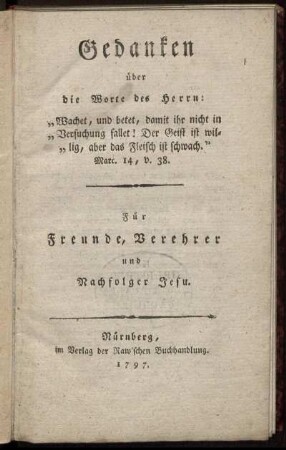 Gedanken
über
die Worte des Herrn:
„Wachet, und betet, damit ihr nicht in
„Versuchung fallet! Der Geist ist wil-
„lig, aber das Fleisch ist schwach.“
Marc. 14, v. 38.
Für
Freunde, Verehrer
und
Nachfolger Jesu.
Nürnberg,
im Verlag der Raw'schen Buchhandlung.
1797.